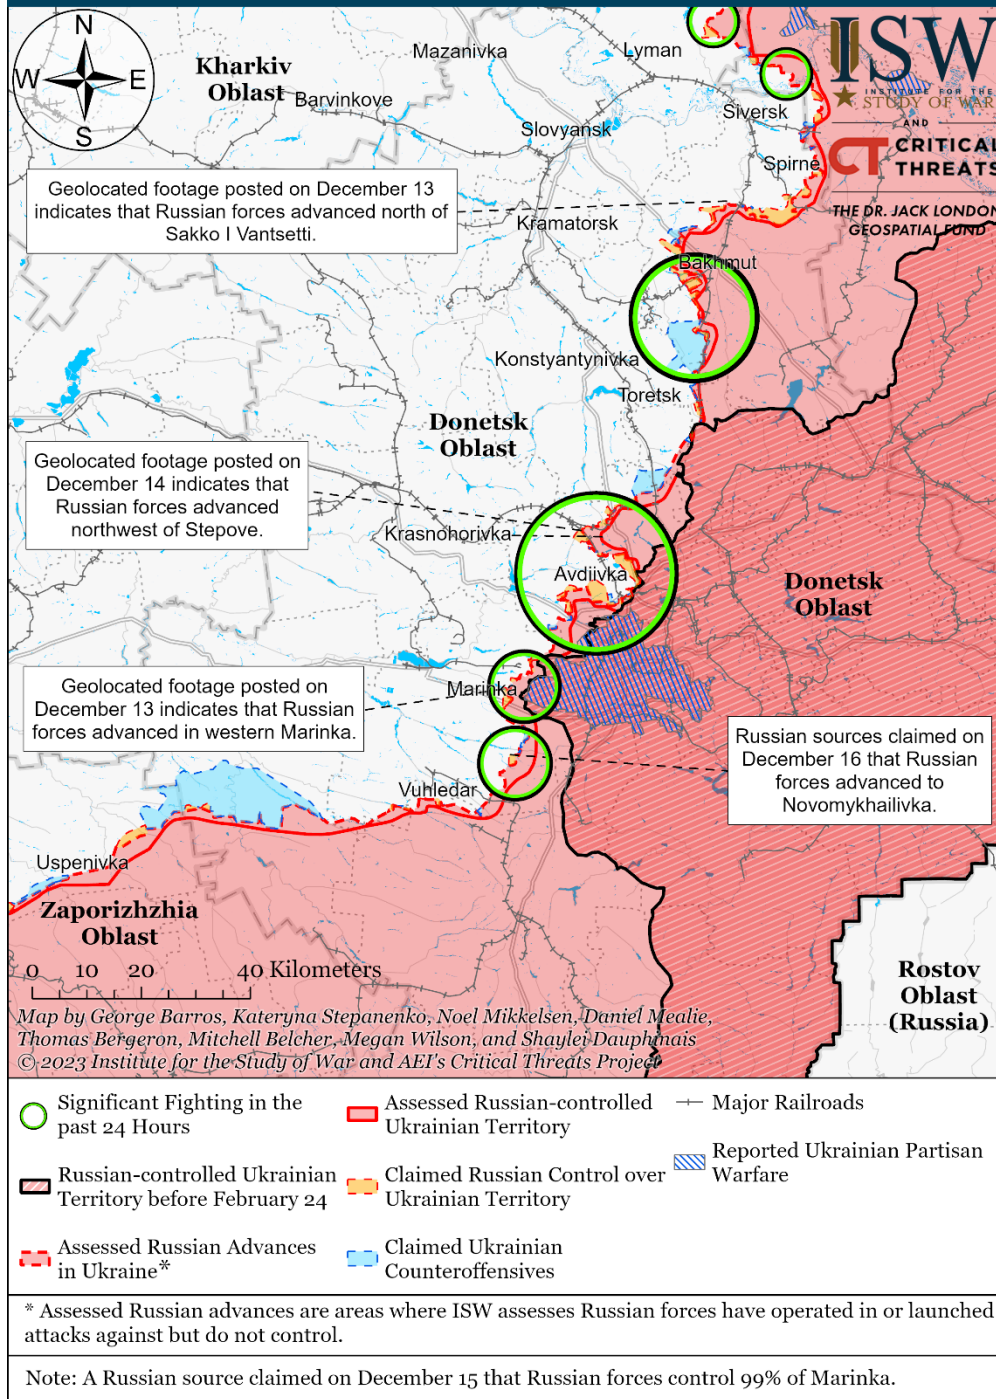 N
W
E
S
Kharkiv
Oblast
Mazanivka
Lyman
ISW
INSTITUTE FOR THE
STUDY OF WAR
AND
CT CRITICAL
THREATS
THE DR. JACK LONDON
GEOSPATIAL FUND
Barvinkove
Slovyansk
Siversk
Spirne
Geolocated footage posted on December 13
indicates that Russian forces advanced north of
Sakko I Vantsetti.
Kramatorsk
Bakhmut
Konstyantynivka
Toretsk
Donetsk
Oblast
Geolocated footage posted on
December 14 indicates that
Russian forces advanced
northwest of Stepove.
Krasnohorivka
Avdiivka
Donetsk
Oblast
Geolocated footage posted on
December 13 indicates that Russian
forces advanced in western Marinka.
Marinka
Russian sources claimed on
December 16 that Russian
forces advanced to
Novomykhailivka.
Vuhledar
Uspenivka
Zaporizhzhia
Oblast
Rostov
Oblast
(Russia)
0 10 20 40 Kilometers
Map by George Barros, Kateryna Stepanenko, Noel Mikkelsen, Daniel Mealie,
Thomas Bergeron, Mitchell Belcher, Megan Wilson, and Shaylei Dauphinais
© 2023 Institute for the Study of War and AEI's Critical Threats Project
Significant Fighting in the
past 24 Hours
Russian-controlled Ukrainian
Territory before February 24
Assessed Russian Advances
in Ukraine*
Assessed Russian-controlled
Ukrainian Territory
Claimed Russian Control over
Ukrainian Territory
Claimed Ukrainian
Counteroffensives
Major Railroads
Reported Ukrainian Partisan
Warfare
* Assessed Russian advances are areas where ISW assesses Russian forces have operated in or launched
attacks against but do not control.
Note: A Russian source claimed on December 15 that Russian forces control 99% of Marinka.